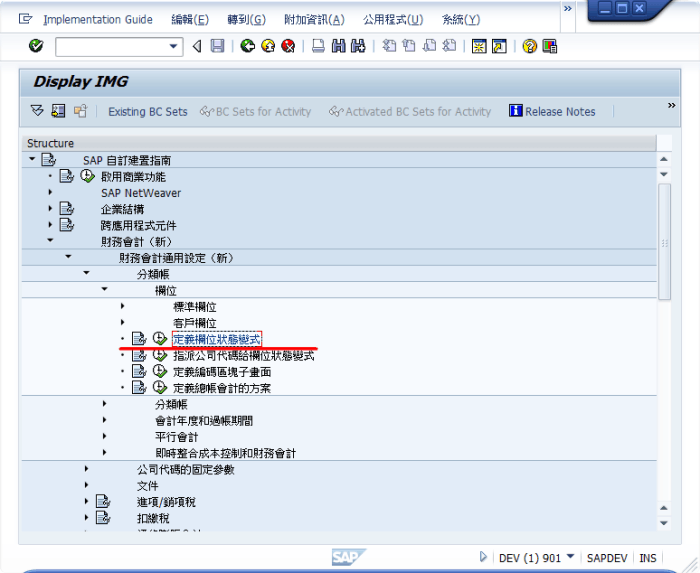 Implementation Guide 編輯(E) 轉到(G) 附加資訊(A) 公用程式(U) 系統(Y)
Display IMG
Existing BC Sets BC Sets for Activity Activated BC Sets for Activity Release Notes
Structure
SAP 自訂建置指南
啟用商業功能
SAP NetWeaver
企業結構
跨應用程式元件
財務會計（新）
財務會計通用設定（新）
分類帳
欄位
標準欄位
客戶欄位
定義欄位狀態變式
指派公司代碼給欄位狀態變式
定義編碼區塊子畫面
定義總帳會計的方案
分類帳
會計年度和過帳期間
平行會計
即時整合成本控制和財務會計
公司代碼的固定參數
文件
進項/銷項稅
扣繳稅
SAP DEV (1) 901 SAPDEV INS